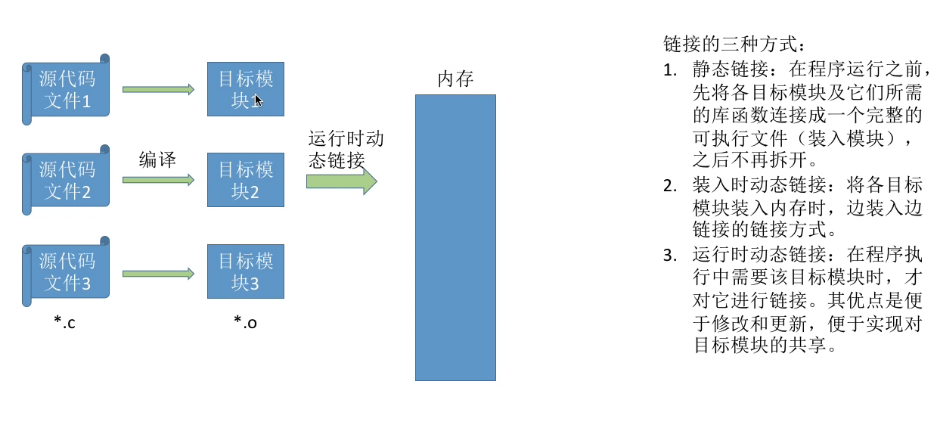 源代码
文件1
目标模
块
源代码
文件2
编译
目标模
块2
运行时动
态链接
源代码
文件3
目标模
块3
*.c
*.o
内存
链接的三种方式：
1. 静态链接：在程序运行之前，
先将各目标模块及它们所需
的库函数连接成一个完整的
可执行文件（装入模块），
之后不再拆开。
2. 装入时动态链接：将各目标
模块装入内存时，边装入边
链接的链接方式。
3. 运行时动态链接：在程序执
行中需要该目标模块时，才
对它进行链接。其优点是便
于修改和更新，便于实现对
目标模块的共享。